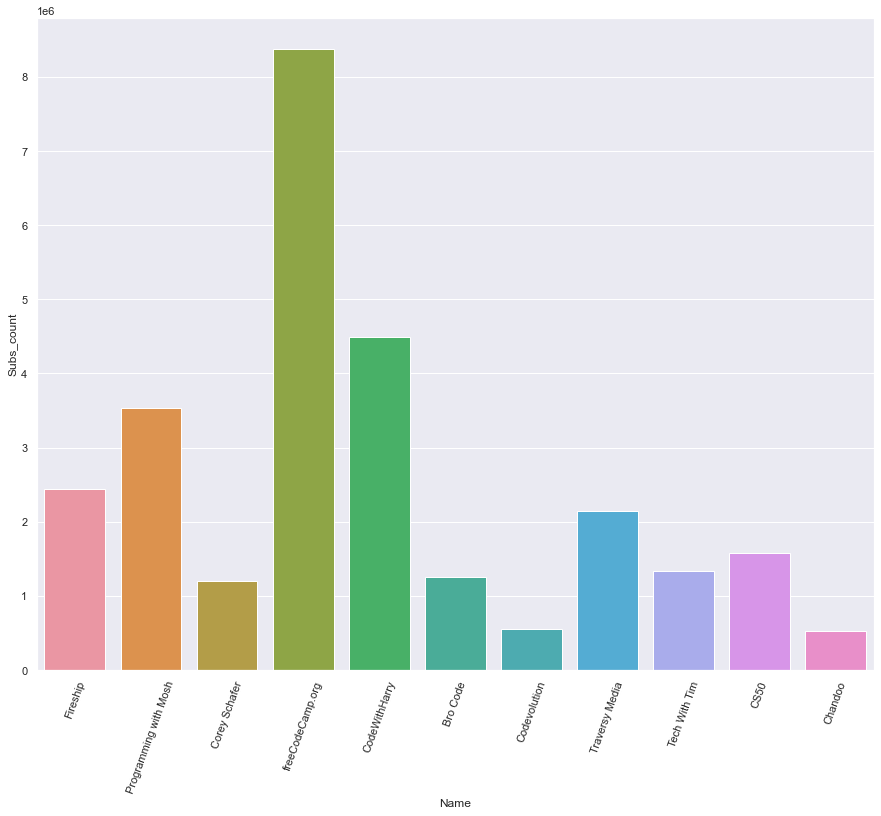 1e6
8
7
6
5
4
3
2
1
0
Subs_count
Fireship
Programming with Mosh
Corey Schafer
freeCodeCamp.org
CodeWithHarry
Bro Code
Codevolution
Traversy Media
Tech With Tim
CS50
Chandoo
Name